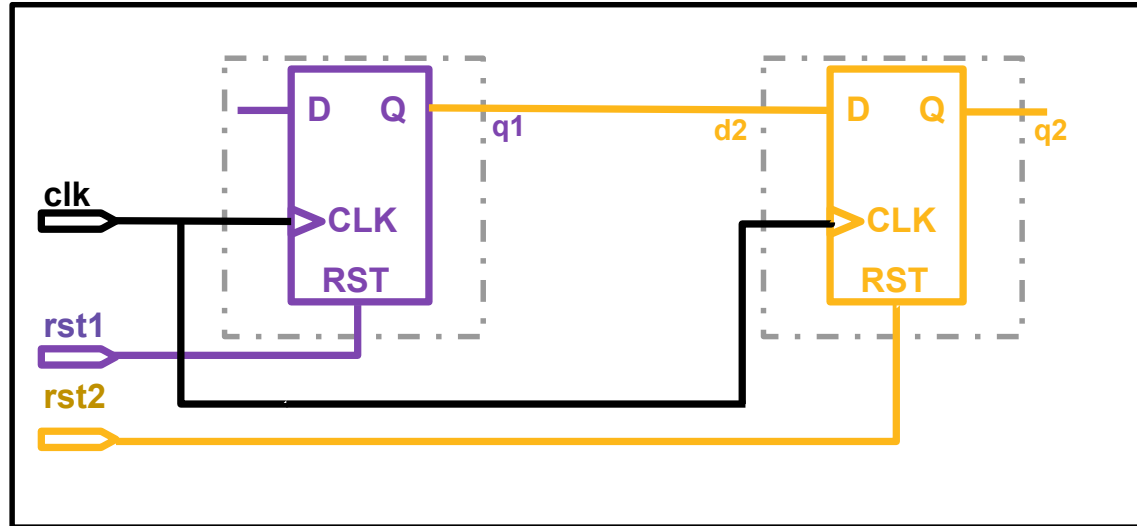 D Q
q1
d2
D Q
q2
clk
CLK
CLK
RST
RST
rst1
rst2